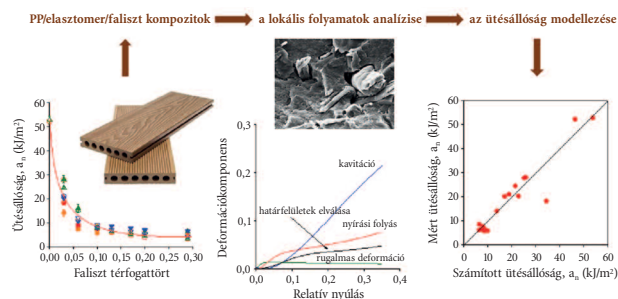 PP/elasztomer/faliszt kompozitok a lokális folyamatok analízise az ütésállóság modellezése
Ütésállóság, aₙ (kJ/m²)
60
50
40
30
20
10
0
0,00 0,05 0,10 0,15 0,20 0,25 0,30
Faliszt térfogattört
Deformációkomponens
0,3
0,2
0,1
0,0
kavitáció
határfelületek elválása
nyírási folyás
rugalmas deformáció
0,0 0,1 0,2 0,3 0,4
Relatív nyúlás
Mért ütésállóság, aₙ (kJ/m²)
60
50
40
30
20
10
0
0 10 20 30 40 50 60
Számított ütésállóság, aₙ (kJ/m²)